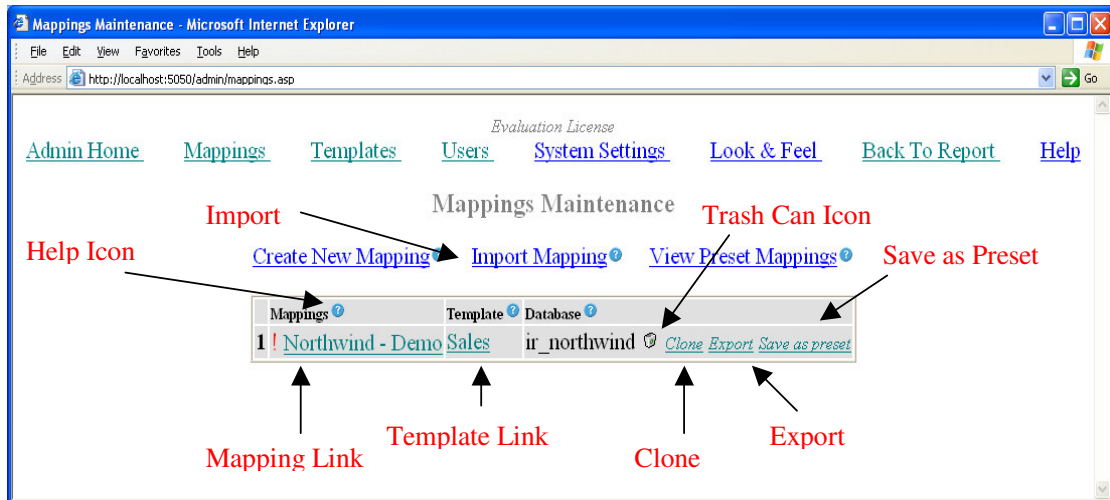 Mappings Maintenance - Microsoft Internet Explorer
File Edit View Favorites Tools Help
Address http://localhost:5050/admin/mappings.asp Go
Evaluation License
Admin Home Mappings Templates Users System Settings Look & Feel Back To Report Help
Mappings Maintenance
Import Trash Can Icon
Help Icon Create New Mapping ? Import Mapping ? View Preset Mappings ? Save as Preset
Mappings ? Template ? Database ?
1 ! Northwind - Demo Sales ir_northwind Clone Export Save as preset
Template Link Export
Mapping Link Clone